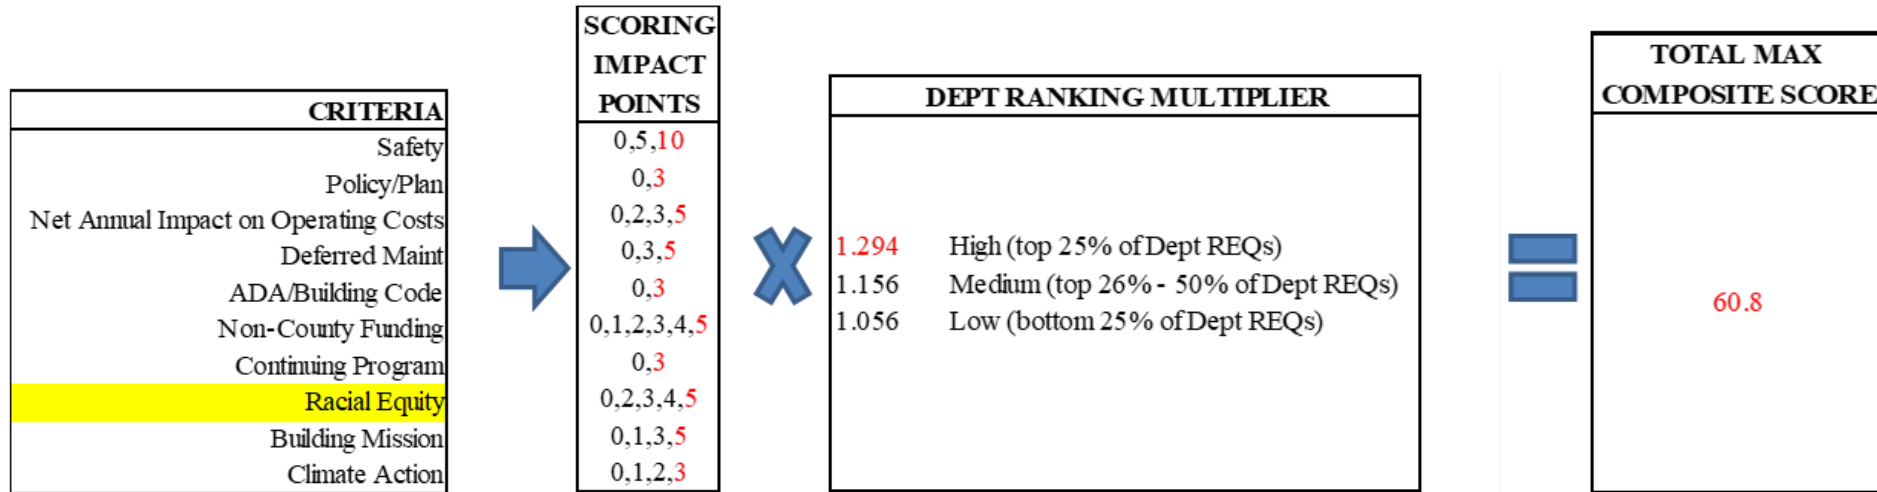 SCORING
IMPACT
POINTS
TOTAL MAX
COMPOSITE SCORE
CRITERIA
DEPT RANKING MULTIPLIER
Safety 0,5,10
Policy/Plan 0,3
Net Annual Impact on Operating Costs 0,2,3,5
Deferred Maint 0,3,5
ADA/Building Code 0,3
Non-County Funding 0,1,2,3,4,5
Continuing Program 0,3
Racial Equity 0,2,3,4,5
Building Mission 0,1,3,5
Climate Action 0,1,2,3
1.294 High (top 25% of Dept REQs)
1.156 Medium (top 26% - 50% of Dept REQs)
1.056 Low (bottom 25% of Dept REQs)
60.8